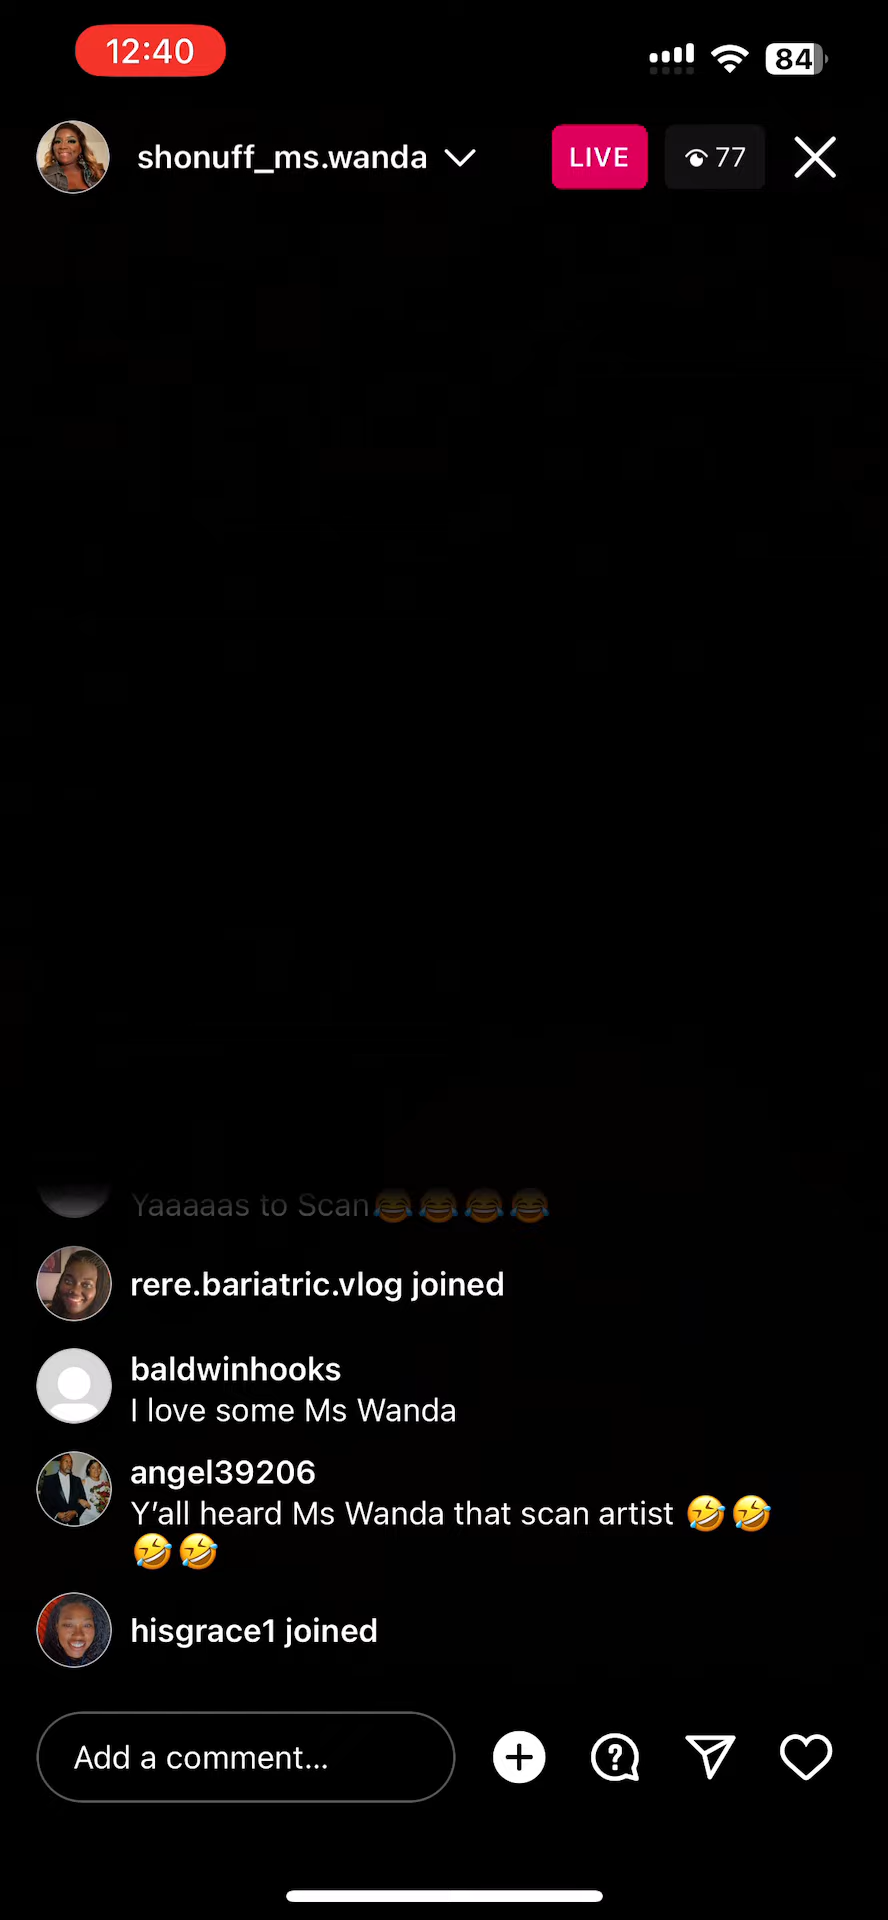 12:40
84
shonuff_ms.wanda
LIVE
77
Yaaaaas to Scan😂😂😂😂
rere.bariatric.vlog joined
baldwinhooks
I love some Ms Wanda
angel39206
Y’all heard Ms Wanda that scan artist 🤣🤣
🤣🤣
hisgrace1 joined
Add a comment...